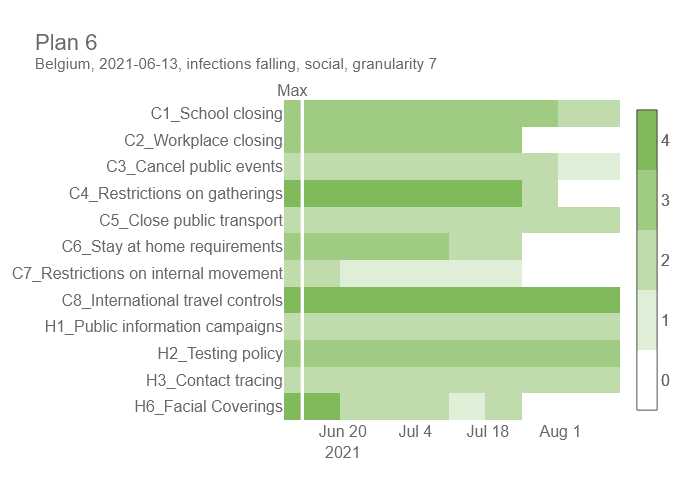 Plan 6
Belgium, 2021-06-13, infections falling, social, granularity 7
Max
C1_School closing
C2_Workplace closing
C3_Cancel public events
C4_Restrictions on gatherings
C5_Close public transport
C6_Stay at home requirements
C7_Restrictions on internal movement
C8_International travel controls
H1_Public information campaigns
H2_Testing policy
H3_Contact tracing
H6_Facial Coverings
4
3
2
1
0
Jun 20 Jul 4 Jul 18 Aug 1
2021